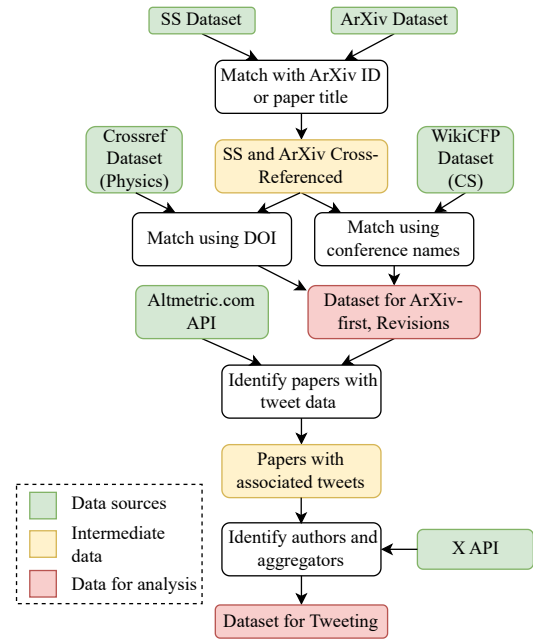 SS Dataset
ArXiv Dataset
Match with ArXiv ID
or paper title
Crossref
Dataset
(Physics)
SS and ArXiv Cross-
Referenced
WikiCFP
Dataset
(CS)
Match using DOI
Match using
conference names
Altmetric.com
API
Dataset for ArXiv-
first, Revisions
Identify papers with
tweet data
Papers with
associated tweets
Data sources
Intermediate
data
Data for analysis
Identify authors and
aggregators
X API
Dataset for Tweeting